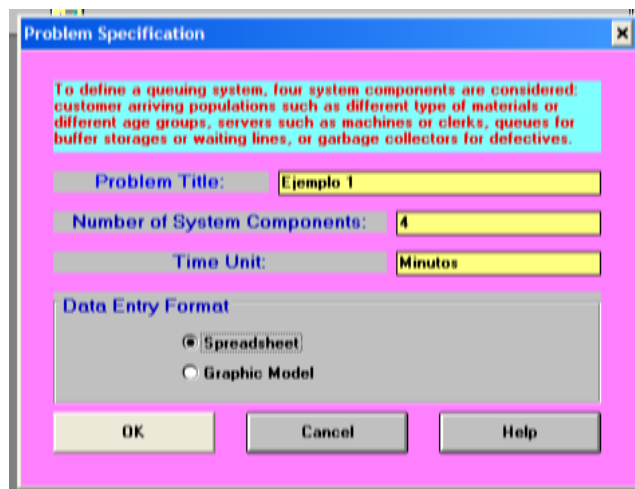 Problem Specification
To define a queuing system, four system components are considered:
customer arriving populations such as different type of materials or
different age groups, servers such as machines or clerks, queues for
buffer storages or waiting lines, or garbage collectors for defectives.
Problem Title: Ejemplo 1
Number of System Components: 4
Time Unit: Minutos
Data Entry Format
Spreadsheet
Graphic Model
OK Cancel Help